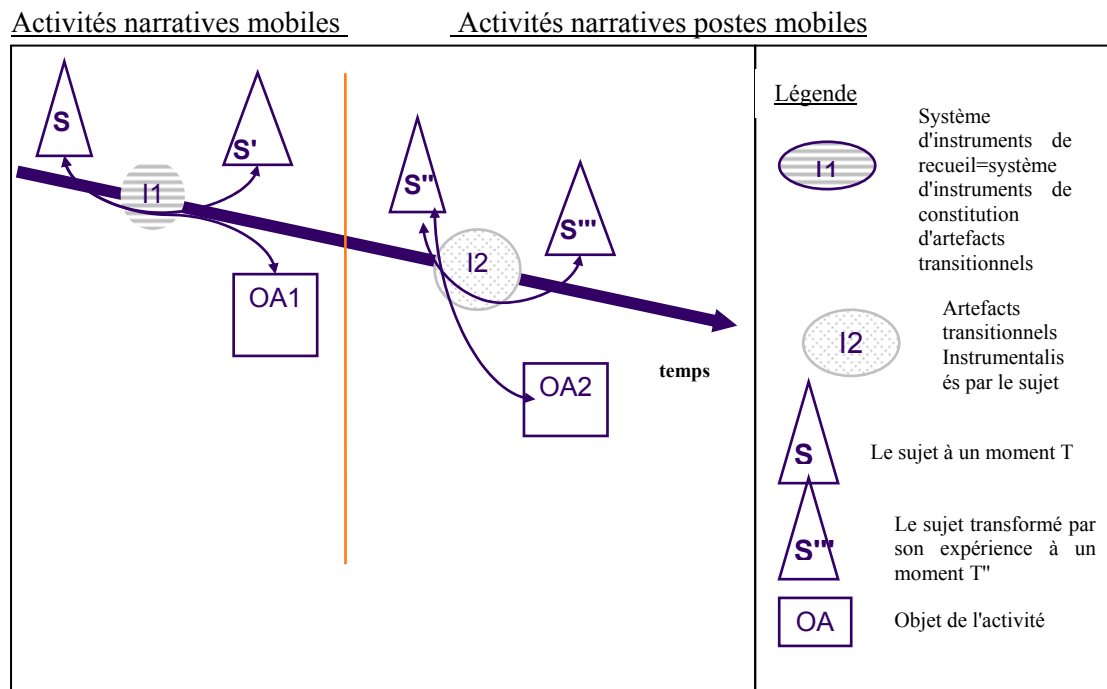 Activités narratives mobiles
Activités narratives postes mobiles
S
S'
I1
OA1
S"
S'''
I2
OA2
temps
Légende
I1
Système
d'instruments de
recueil=système
d'instruments de
constitution
d'artefacts
transitionnels
I2
Artefacts
transitionnels
Instrumentalis
és par le sujet
S
Le sujet à un moment T
S'''
Le sujet transformé par
son expérience à un
moment T"
OA
Objet de l'activité